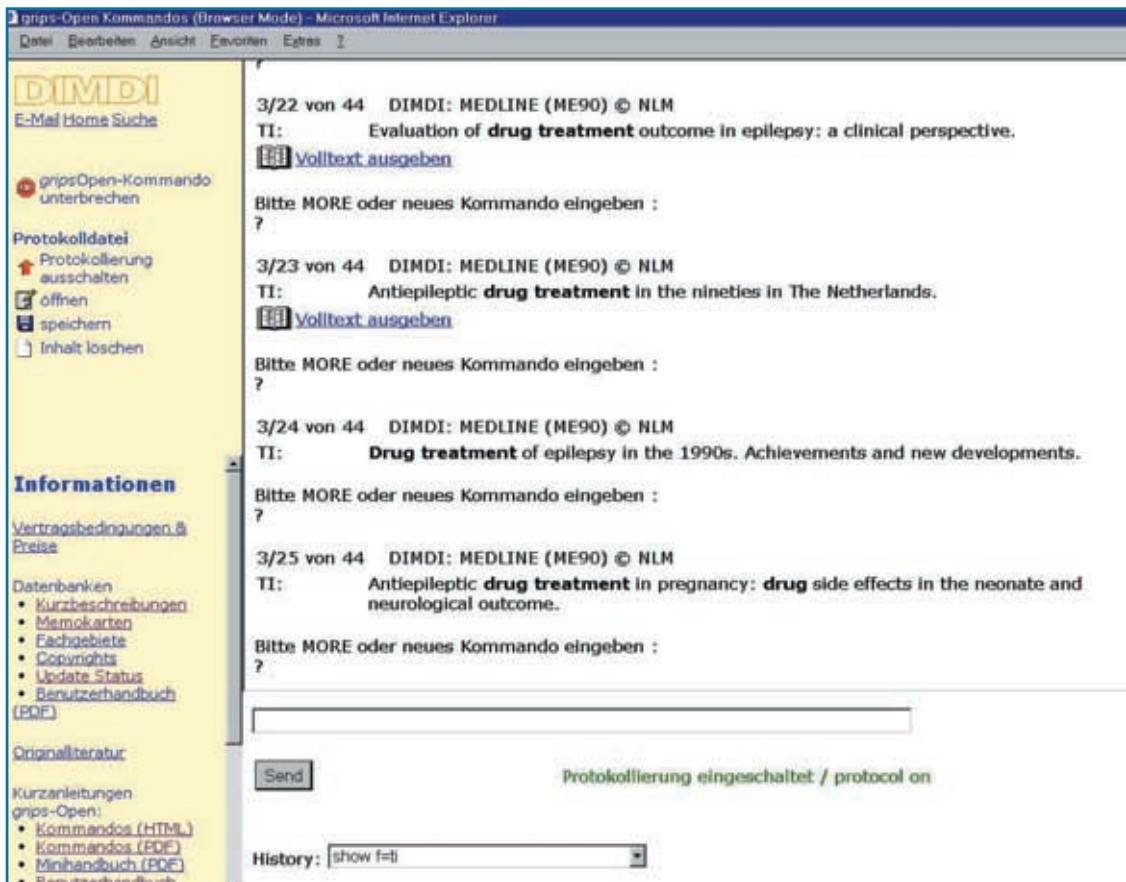 grips-Open Kommandos (Browser Mode) - Microsoft Internet Explorer
Datei Bearbeiten Ansicht Favoriten Extras ?
DIMDI
E-Mail Home Suche
gripsOpen-Kommando
unterbrechen
Protokolldatei
Protokollierung
ausschalten
öffnen
speichern
Inhalt löschen
Informationen
Vertragsbedingungen &
Preise
Datenbanken
• Kurzbeschreibungen
• Memokarten
• Fachgebiete
• Copyrights
• Update Status
• Benutzerhandbuch
(PDF)
Originalliteratur
Kurzanleitungen
grips-Open:
• Kommandos (HTML)
• Kommandos (PDF)
• Minihandbuch (PDF)
• Benutzerhandbuch
?
3/22 von 44 DIMDI: MEDLINE (ME90) © NLM
TI: Evaluation of drug treatment outcome in epilepsy: a clinical perspective.
Volltext ausgeben
Bitte MORE oder neues Kommando eingeben :
?
3/23 von 44 DIMDI: MEDLINE (ME90) © NLM
TI: Antiepileptic drug treatment in the nineties in The Netherlands.
Volltext ausgeben
Bitte MORE oder neues Kommando eingeben :
?
3/24 von 44 DIMDI: MEDLINE (ME90) © NLM
TI: Drug treatment of epilepsy in the 1990s. Achievements and new developments.
Bitte MORE oder neues Kommando eingeben :
?
3/25 von 44 DIMDI: MEDLINE (ME90) © NLM
TI: Antiepileptic drug treatment in pregnancy: drug side effects in the neonate and
neurological outcome.
Bitte MORE oder neues Kommando eingeben :
?
Send
Protokollierung eingeschaltet / protocol on
History: show f=ti